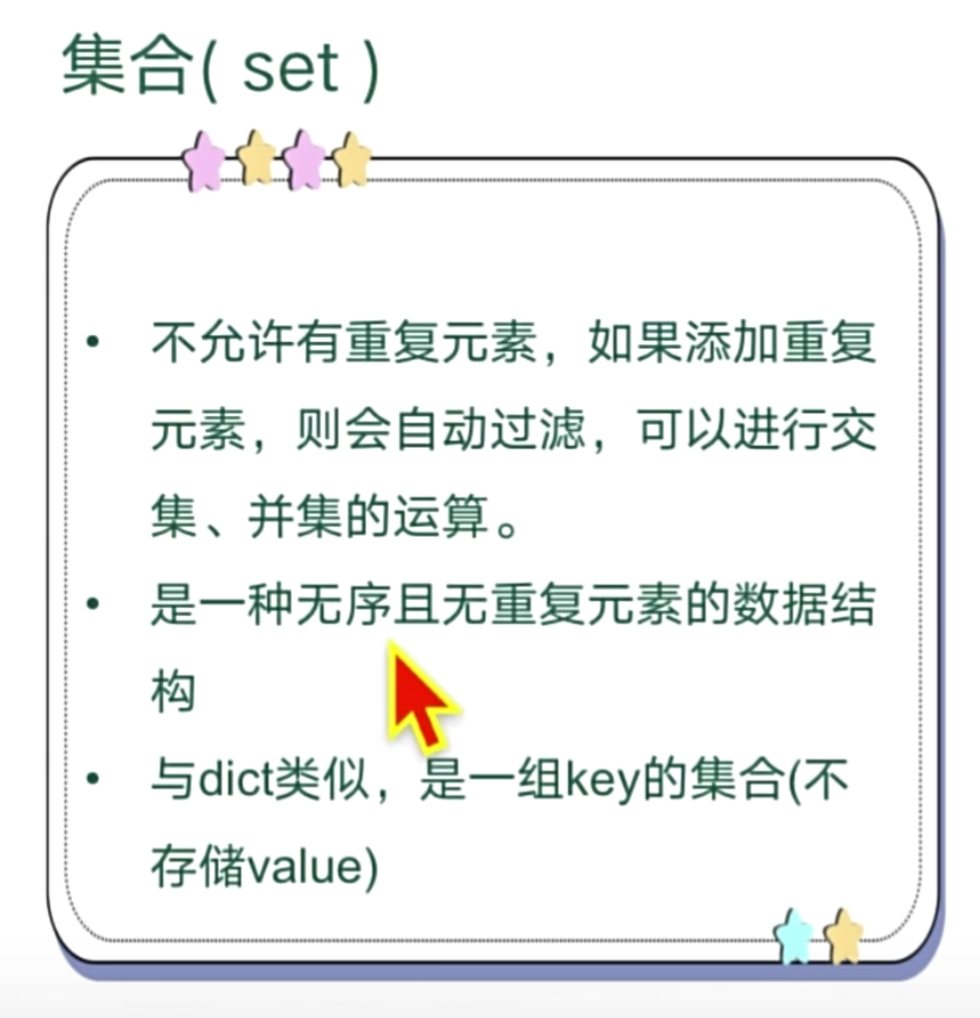 集合( set )
• 不允许有重复元素，如果添加重复
元素，则会自动过滤，可以进行交
集、并集的运算。
• 是一种无序且无重复元素的数据结
构
• 与dict类似，是一组key的集合(不
存储value)